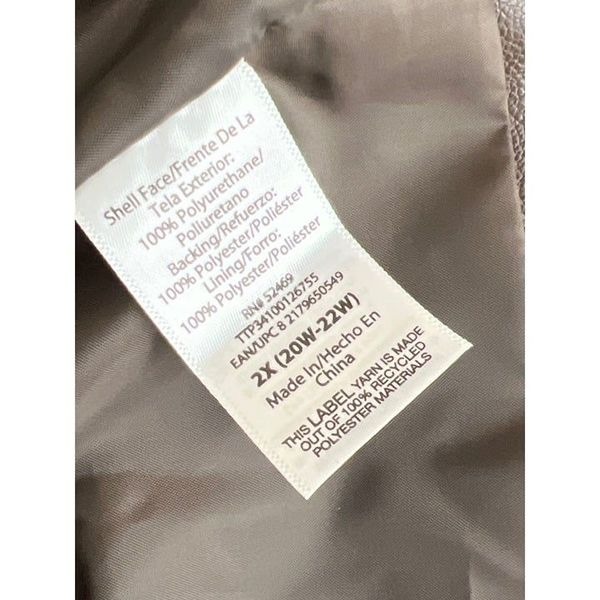 Shell Face/Frente De La
Tela Exterior:
100% Polyurethane/
Poliuretano
Backing/Refuerzo:
100% Polyester/Poliéster
Lining/Forro:
100% Polyester/Poliéster
RN# 52469
TTP34100126755
EAN/UPC 8 2179650549
2X (20W-22W)
Made In/Hecho En
China
THIS LABEL YARN IS MADE
OUT OF 100% RECYCLED
POLYESTER MATERIALS